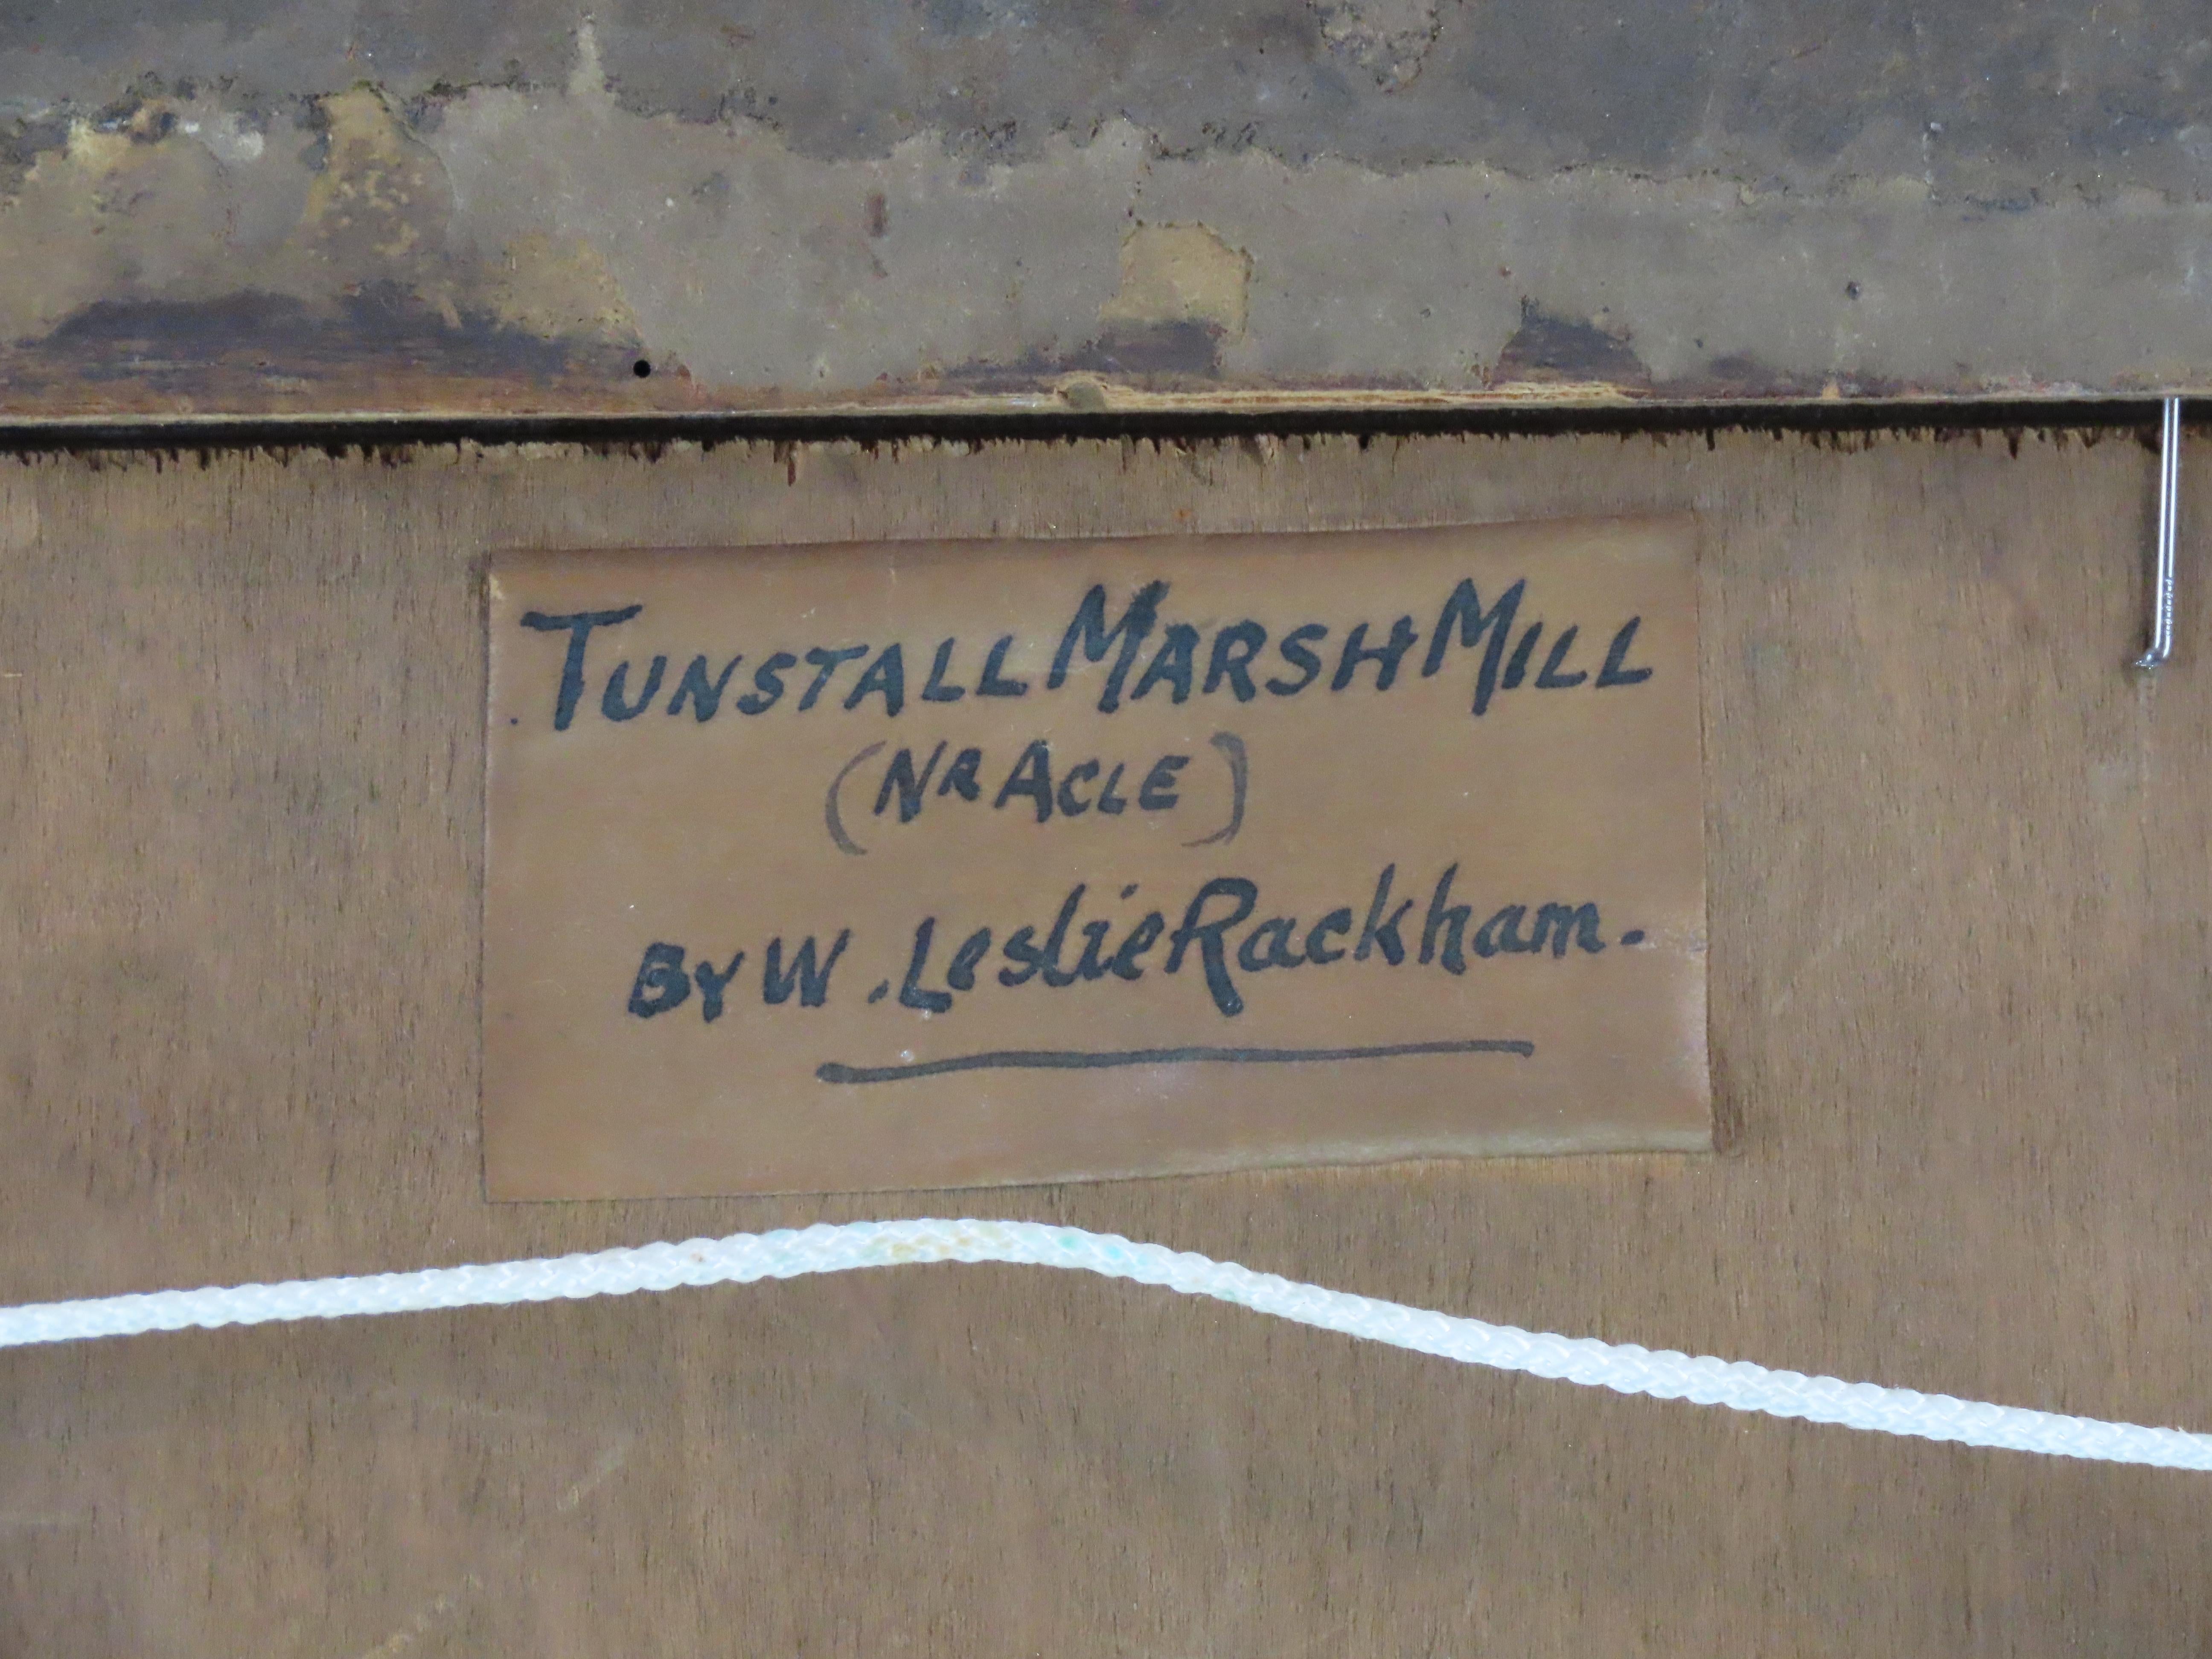 TUNSTALL MARSH MILL
(NR ACLE)
BY W. Leslie Rackham.